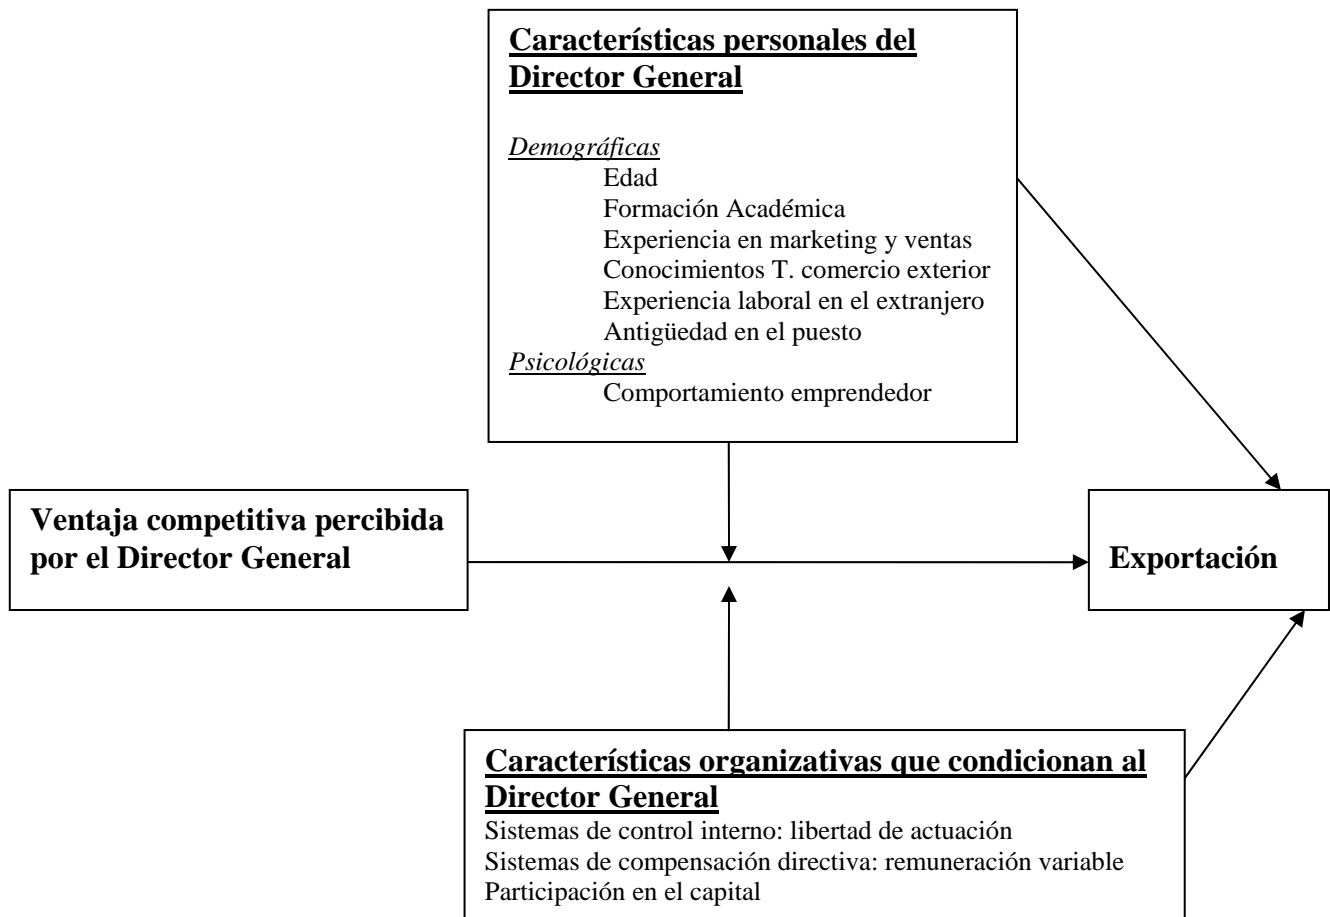 Características personales del
Director General
Demográficas
Edad
Formación Académica
Experiencia en marketing y ventas
Conocimientos T. comercio exterior
Experiencia laboral en el extranjero
Antigüedad en el puesto
Psicológicas
Comportamiento emprendedor
Ventaja competitiva percibida
por el Director General
Exportación
Características organizativas que condicionan al
Director General
Sistemas de control interno: libertad de actuación
Sistemas de compensación directiva: remuneración variable
Participación en el capital